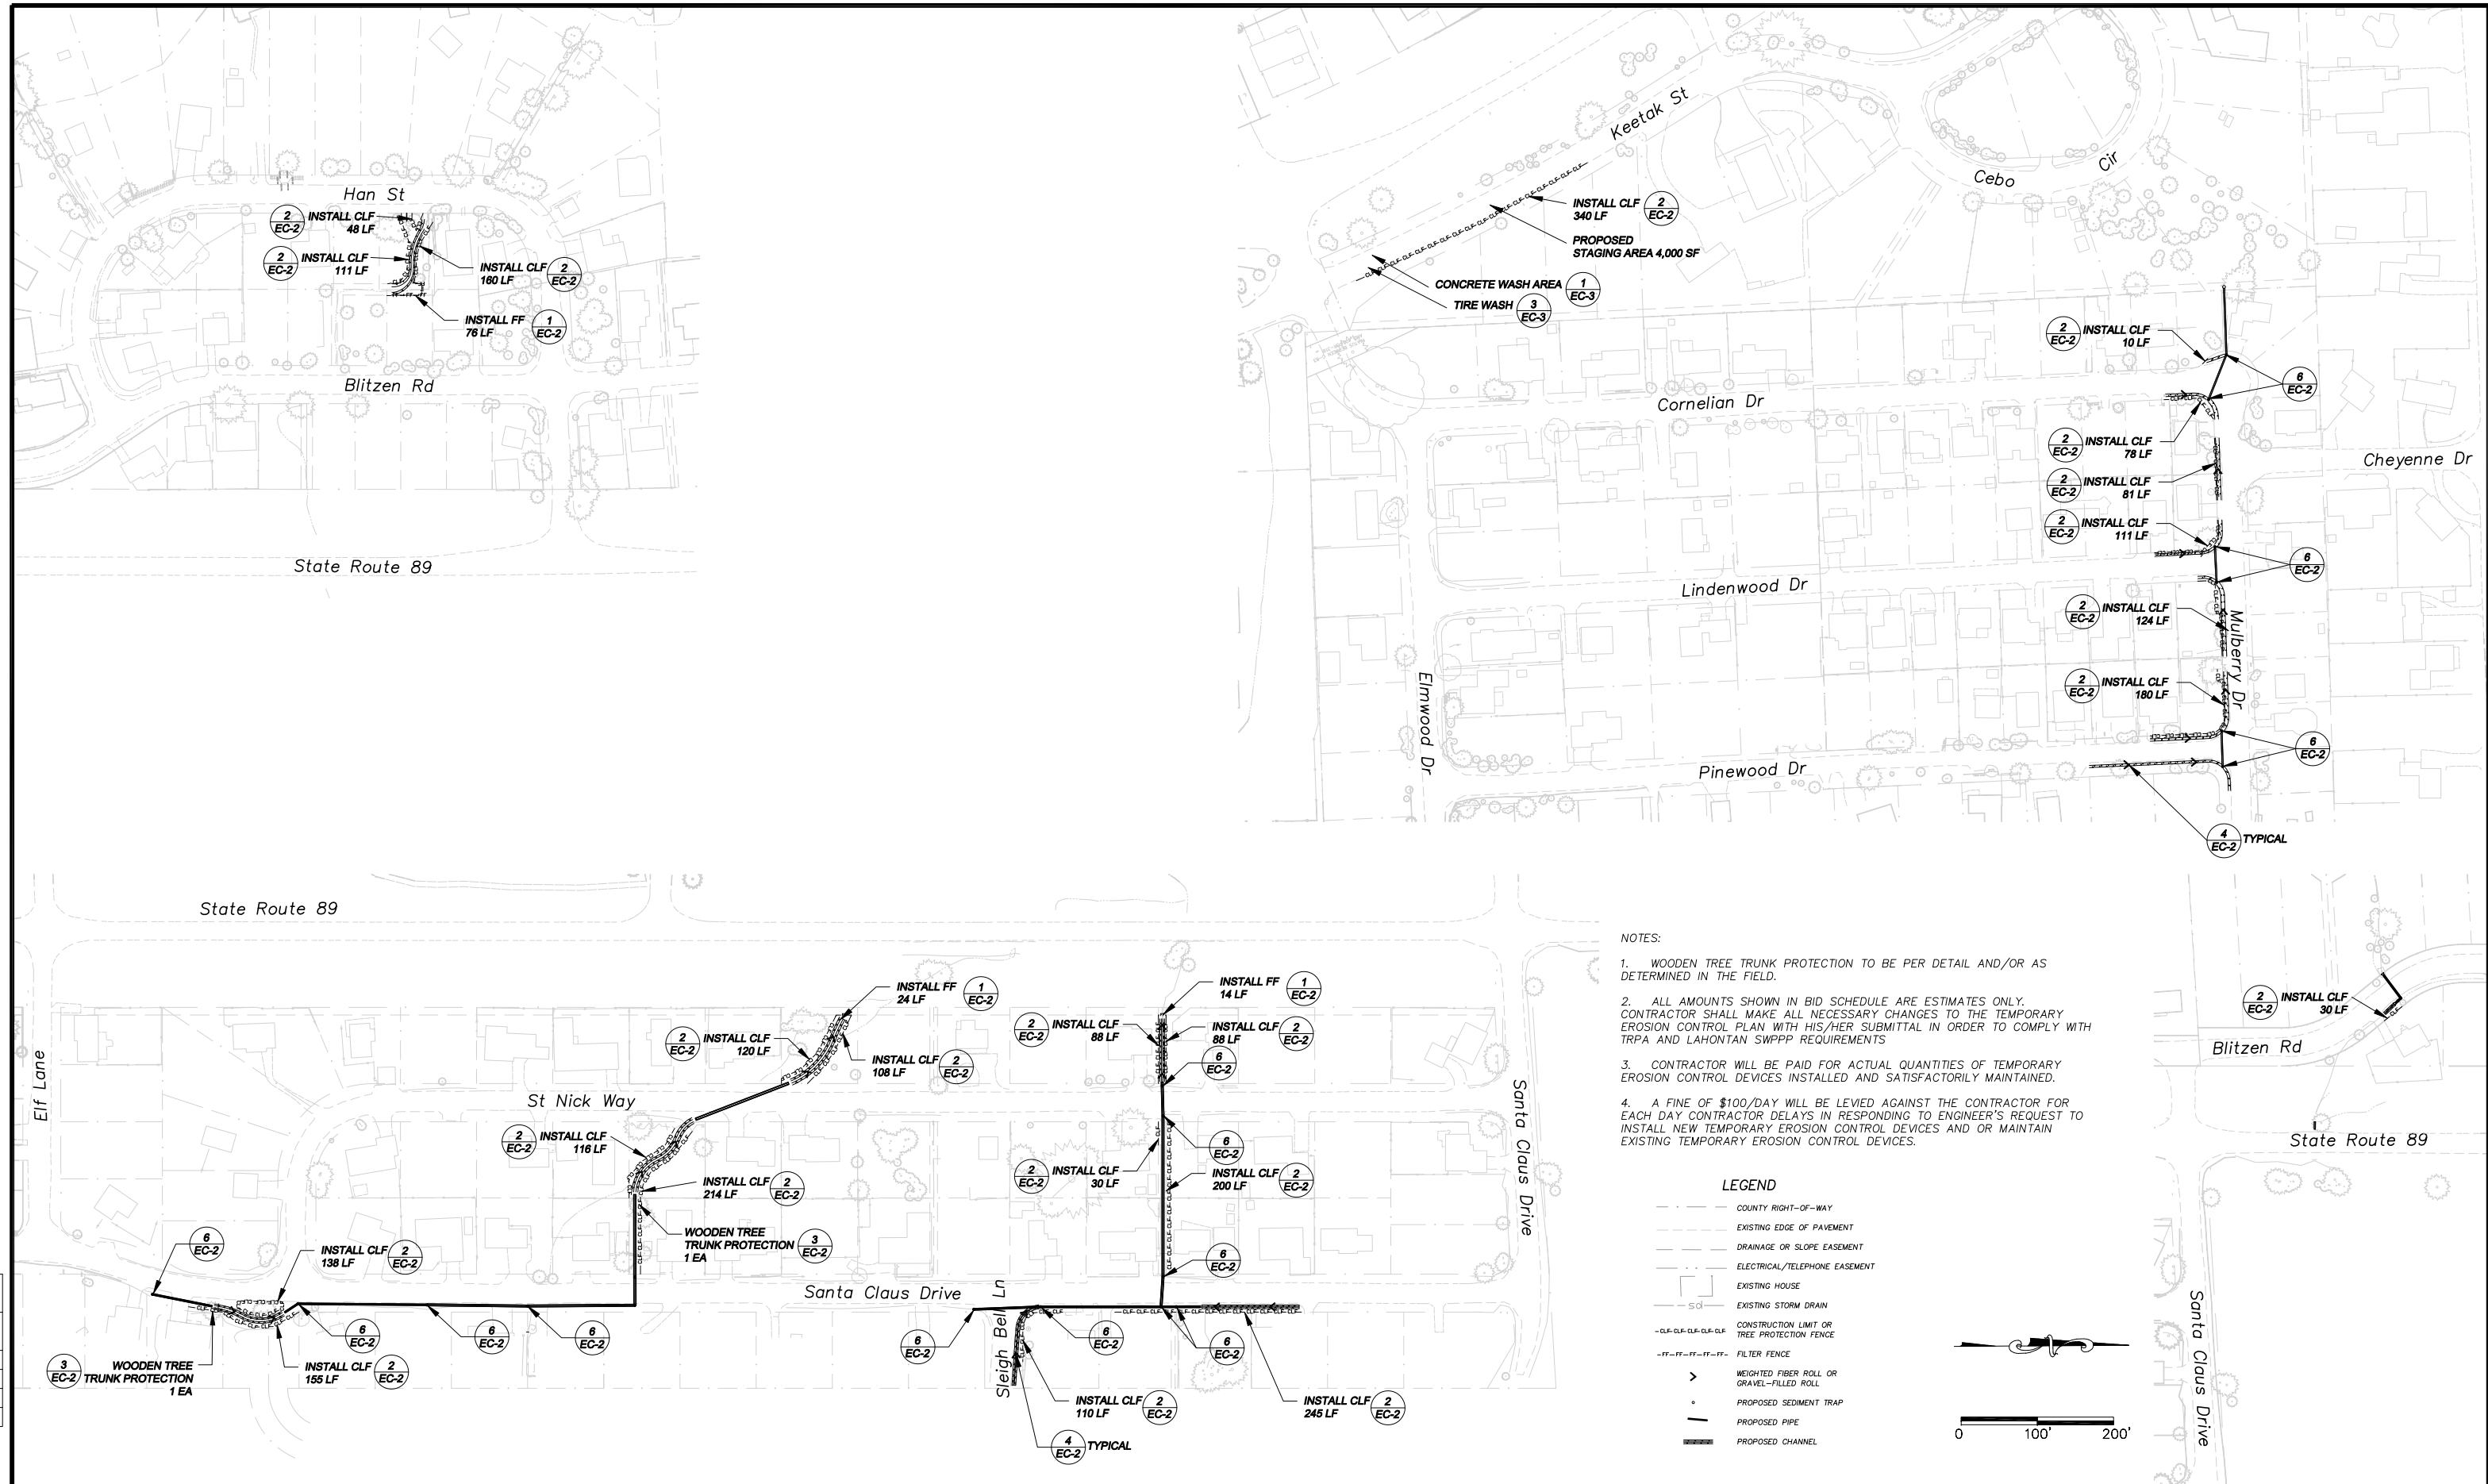 Han St
2
EC-2
INSTALL CLF
48 LF
2
EC-2
INSTALL CLF
111 LF
INSTALL CLF
160 LF
2
EC-2
INSTALL FF
76 LF
1
EC-2
Blitzen Rd
State Route 89
Keetak St
Cebo
Cir
INSTALL CLF
340 LF
2
EC-2
PROPOSED
STAGING AREA 4,000 SF
CONCRETE WASH AREA
1
EC-3
TIRE WASH
3
EC-3
2
EC-2
INSTALL CLF
10 LF
6
EC-2
Cornelian Dr
2
EC-2
INSTALL CLF
78 LF
Cheyenne Dr
2
EC-2
INSTALL CLF
81 LF
2
EC-2
INSTALL CLF
111 LF
6
EC-2
Lindenwood Dr
2
EC-2
INSTALL CLF
124 LF
Mulberry Dr
2
EC-2
INSTALL CLF
180 LF
Elmwood Dr
6
EC-2
Pinewood Dr
4
EC-2
TYPICAL
State Route 89
Elf Lane
INSTALL FF
24 LF
1
EC-2
2
EC-2
INSTALL CLF
120 LF
INSTALL CLF
108 LF
2
EC-2
St Nick Way
2
EC-2
INSTALL CLF
116 LF
INSTALL CLF
214 LF
2
EC-2
WOODEN TREE
TRUNK PROTECTION
1 EA
3
EC-2
6
EC-2
INSTALL CLF
138 LF
2
EC-2
6
EC-2
6
EC-2
6
EC-2
3
EC-2
WOODEN TREE
TRUNK PROTECTION
1 EA
INSTALL CLF
155 LF
2
EC-2
INSTALL FF
14 LF
1
EC-2
2
EC-2
INSTALL CLF
88 LF
INSTALL CLF
88 LF
2
EC-2
6
EC-2
6
EC-2
2
EC-2
INSTALL CLF
30 LF
INSTALL CLF
200 LF
2
EC-2
6
EC-2
Santa Claus Drive
Santa Claus Drive
Sleigh Bell Ln
6
EC-2
6
EC-2
6
EC-2
INSTALL CLF
110 LF
2
EC-2
INSTALL CLF
245 LF
2
EC-2
4
EC-2
TYPICAL
NOTES:
1. WOODEN TREE TRUNK PROTECTION TO BE PER DETAIL AND/OR AS
DETERMINED IN THE FIELD.
2. ALL AMOUNTS SHOWN IN BID SCHEDULE ARE ESTIMATES ONLY.
CONTRACTOR SHALL MAKE ALL NECESSARY CHANGES TO THE TEMPORARY
EROSION CONTROL PLAN WITH HIS/HER SUBMITTAL IN ORDER TO COMPLY WITH
TRPA AND LAHONTAN SWPPP REQUIREMENTS
3. CONTRACTOR WILL BE PAID FOR ACTUAL QUANTITIES OF TEMPORARY
EROSION CONTROL DEVICES INSTALLED AND SATISFACTORILY MAINTAINED.
4. A FINE OF $100/DAY WILL BE LEVIED AGAINST THE CONTRACTOR FOR
EACH DAY CONTRACTOR DELAYS IN RESPONDING TO ENGINEER'S REQUEST TO
INSTALL NEW TEMPORARY EROSION CONTROL DEVICES AND OR MAINTAIN
EXISTING TEMPORARY EROSION CONTROL DEVICES.
LEGEND
COUNTY RIGHT-OF-WAY
EXISTING EDGE OF PAVEMENT
DRAINAGE OR SLOPE EASEMENT
ELECTRICAL/TELEPHONE EASEMENT
EXISTING HOUSE
sd EXISTING STORM DRAIN
-CLF-CLF-CLF-CLF-CLF CONSTRUCTION LIMIT OR
TREE PROTECTION FENCE
-FF-FF-FF-FF-FF- FILTER FENCE
WEIGHTED FIBER ROLL OR
GRAVEL-FILLED ROLL
PROPOSED SEDIMENT TRAP
PROPOSED PIPE
PROPOSED CHANNEL
0 100' 200'
2
EC-2
INSTALL CLF
30 LF
Blitzen Rd
State Route 89
Santa Claus Drive